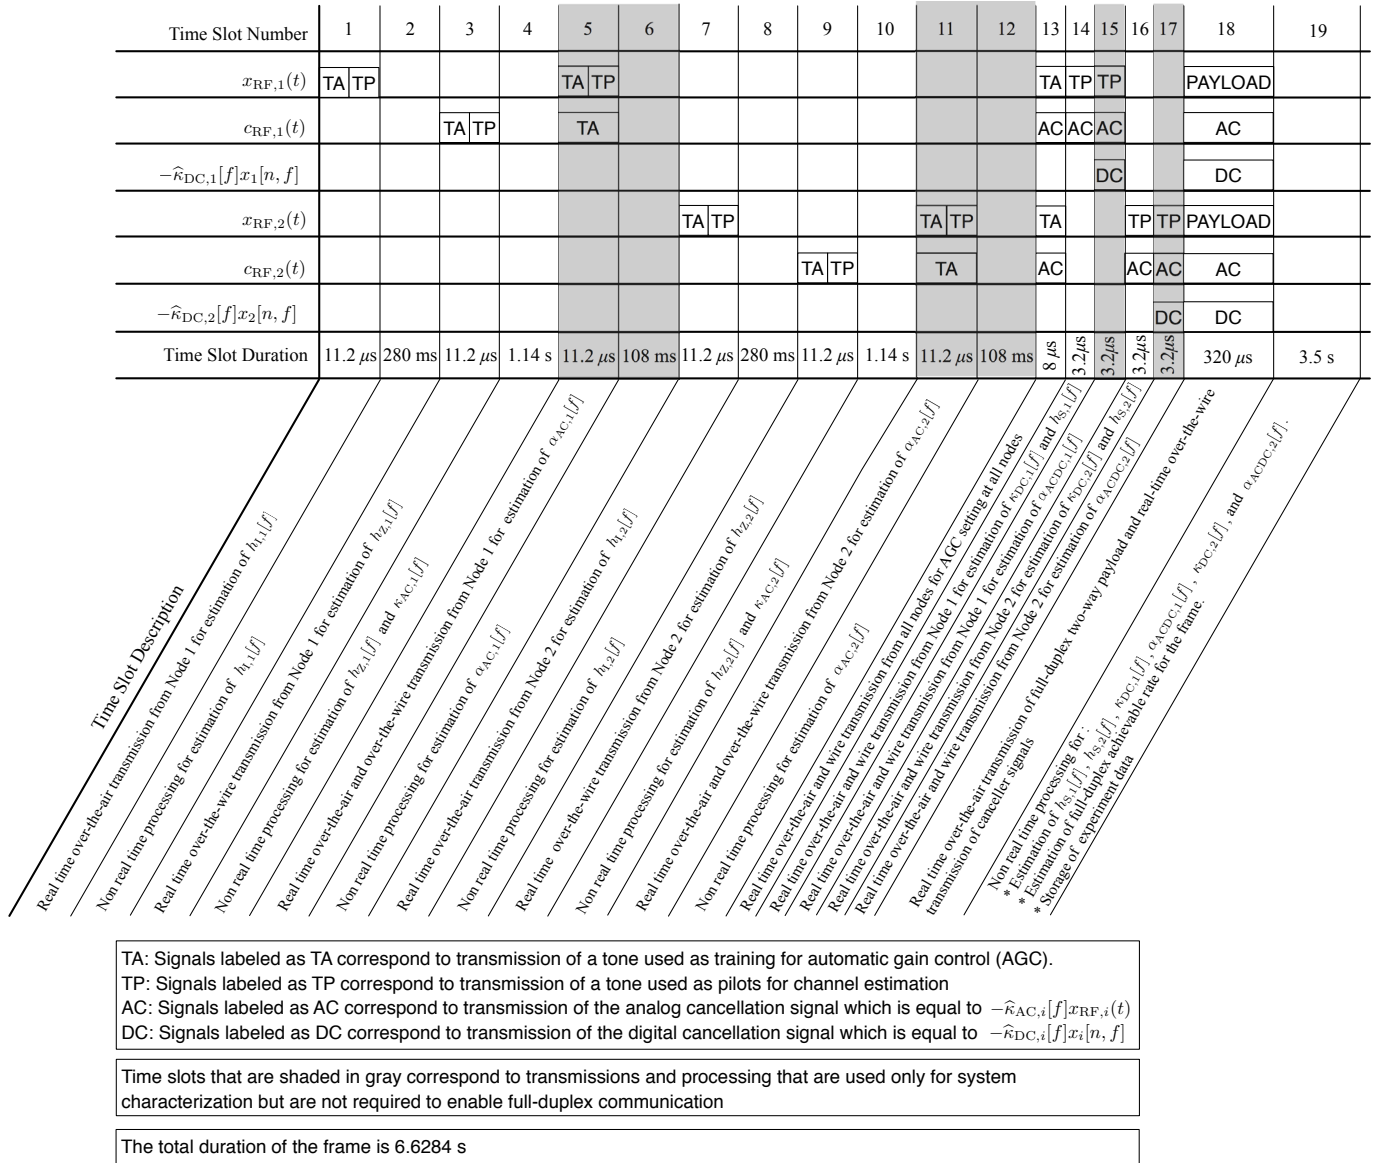 Time Slot Number 1 2 3 4 5 6 7 8 9 10 11 12 13 14 15 16 17 18 19
x_RF,1(t) TA TP TA TP TA TP TP PAYLOAD
c_RF,1(t) TA TP TA AC AC AC AC
−κ̂_DC,1[f]x_1[n, f] DC DC
x_RF,2(t) TA TP TA TP TA TP TP PAYLOAD
c_RF,2(t) TA TP TA AC AC AC AC
−κ̂_DC,2[f]x_2[n, f] DC DC
Time Slot Duration 11.2 μs 280 ms 11.2 μs 1.14 s 11.2 μs 108 ms 11.2 μs 280 ms 11.2 μs 1.14 s 11.2 μs 108 ms 8 μs 3.2μs 3.2μs 3.2μs 3.2μs 320 μs 3.5 s
Time Slot Description
Real time over-the-air transmission from Node 1 for estimation of h_I,1[f]
Non real time processing for estimation of h_I,1[f]
Real time over-the-wire transmission from Node 1 for estimation of h_Z,1[f]
Non real time processing for estimation of h_Z,1[f] and κ_AC,1[f]
Real time over-the-air and over-the-wire transmission from Node 1 for estimation of α_AC,1[f]
Non real time processing for estimation of α_AC,1[f]
Real time over-the-air transmission from Node 2 for estimation of h_I,2[f]
Non real time processing for estimation of h_I,2[f]
Real time over-the-wire transmission from Node 2 for estimation of h_Z,2[f]
Non real time processing for estimation of h_Z,2[f] and κ_AC,2[f]
Real time over-the-air and over-the-wire transmission from Node 2 for estimation of α_AC,2[f]
Non real time processing for estimation of α_AC,2[f]
Real time over-the-air and wire transmission from all nodes for AGC setting at all nodes
Real time over-the-air and wire transmission from Node 1 for estimation of κ_DC,1[f] and h_S,1[f]
Real time over-the-air and wire transmission from Node 1 for estimation of α_ACDC,1[f]
Real time over-the-air and wire transmission from Node 2 for estimation of κ_DC,2[f] and h_S,2[f]
Real time over-the-air and wire transmission from Node 2 for estimation of α_ACDC,2[f]
Real time over-the-air transmission of full-duplex two-way payload and real-time over-the-wire
transmission of canceller signals
Non real time processing for :
* Estimation of h_S,1[f], h_S,2[f], κ_DC,1[f], α_ACDC,1[f], κ_DC,2[f], and α_ACDC,2[f].
* Estimation of full-duplex achievable rate for the frame.
* Storage of experiment data
TA: Signals labeled as TA correspond to transmission of a tone used as training for automatic gain control (AGC).
TP: Signals labeled as TP correspond to transmission of a tone used as pilots for channel estimation
AC: Signals labeled as AC correspond to transmission of the analog cancellation signal which is equal to −κ̂_AC,i[f]x_RF,i(t)
DC: Signals labeled as DC correspond to transmission of the digital cancellation signal which is equal to −κ̂_DC,i[f]x_i[n, f]
Time slots that are shaded in gray correspond to transmissions and processing that are used only for system
characterization but are not required to enable full-duplex communication
The total duration of the frame is 6.6284 s